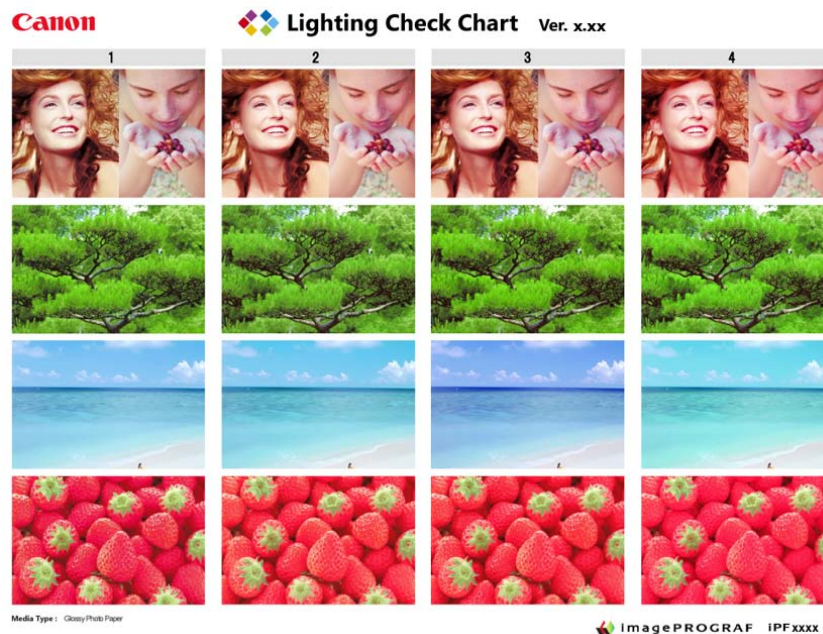 Canon
Lighting Check Chart Ver. x.xx
1 2 3 4
Media Type : Glossy Photo Paper
imagePROGRAF iPFxxxx